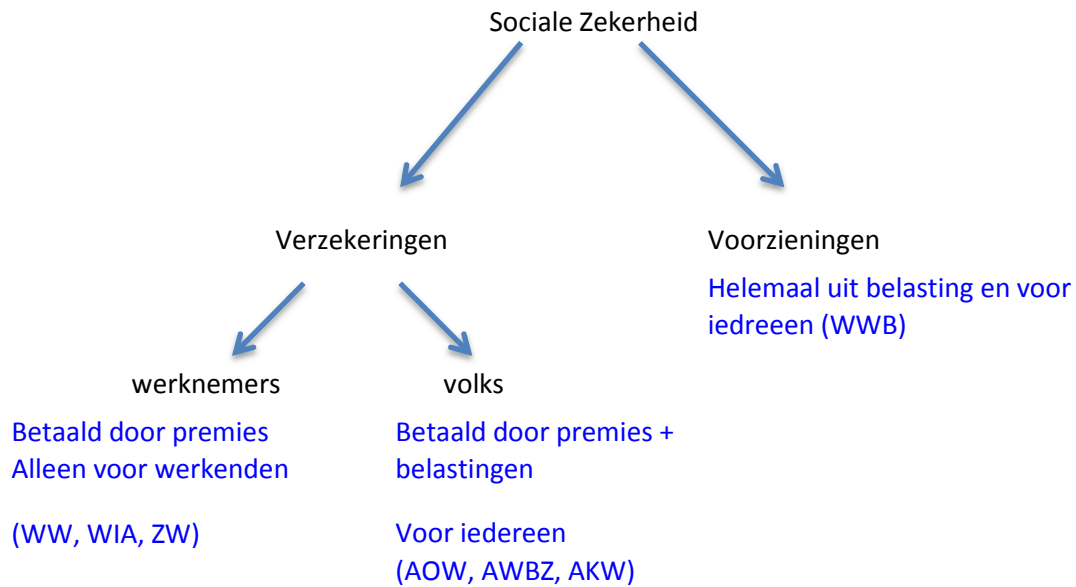 Sociale Zekerheid
Verzekeringen
Voorzieningen
Helemaal uit belasting en voor
iedreeen (WWB)
werknemers
Betaald door premies
Alleen voor werkenden
(WW, WIA, ZW)
volks
Betaald door premies +
belastingen
Voor iedereen
(AOW, AWBZ, AKW)